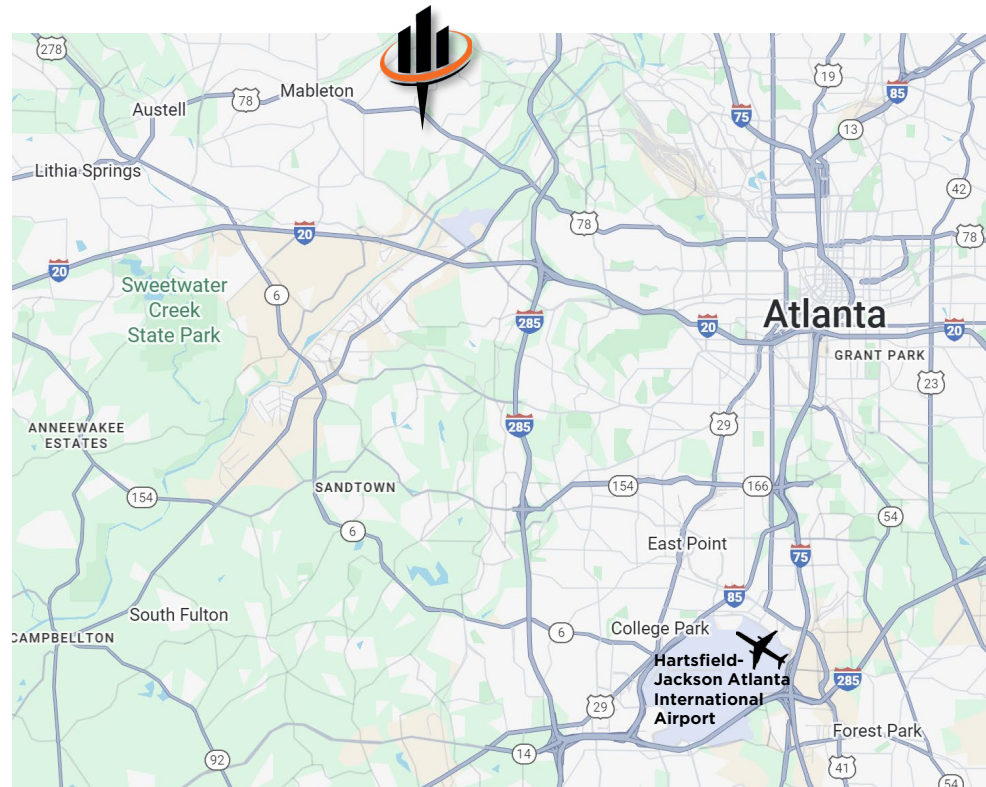 278
19
85
75
13
Austell
78
Mableton
Lithia Springs
42
78
78
20
20
Sweetwater
Creek
State Park
6
285
20
Atlanta
20
GRANT PARK
23
285
29
ANNEEWAKEE
ESTATES
154
SANDTOWN
154
166
6
54
East Point
75
85
South Fulton
CAMPBELLTON
6
College Park
Hartsfield-
Jackson Atlanta
International
Airport
285
29
Forest Park
14
92
41
54